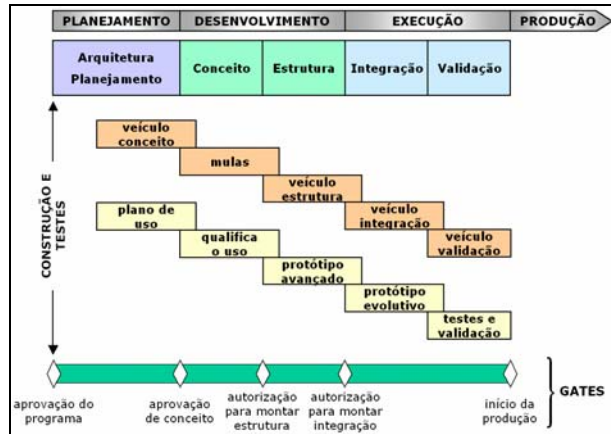 PLANEJAMENTO DESENVOLVIMENTO EXECUÇÃO PRODUÇÃO
Arquitetura
Planejamento
Conceito Estrutura Integração Validação
CONSTRUÇÃO E
TESTES
veículo
conceito
mulas
veículo
estrutura
veículo
integração
veículo
validação
plano de
uso
qualifica
o uso
protótipo
avançado
protótipo
evolutivo
testes e
validação
aprovação do
programa
aprovação
de conceito
autorização
para montar
estrutura
autorização
para montar
integração
início da
produção
GATES